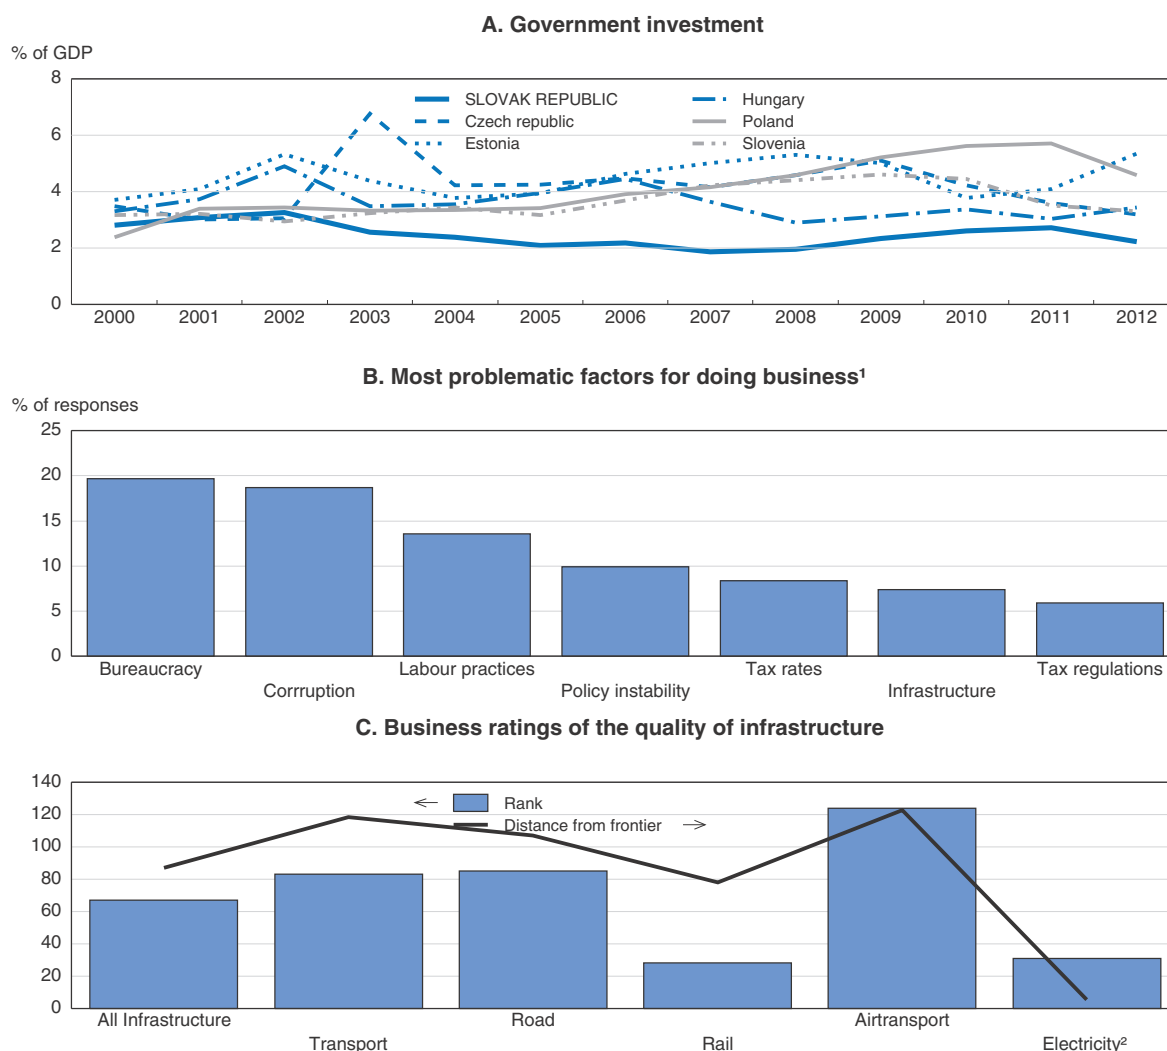 A. Government investment
% of GDP
8
6
4
2
0
SLOVAK REPUBLIC
Czech republic
Estonia
Hungary
Poland
Slovenia
2000 2001 2002 2003 2004 2005 2006 2007 2008 2009 2010 2011 2012
B. Most problematic factors for doing business¹
% of responses
25
20
15
10
5
0
Bureaucracy Labour practices Tax rates Tax regulations
Corrruption Policy instability Infrastructure
C. Business ratings of the quality of infrastructure
140
120
100
80
60
40
20
0
← Rank
Distance from frontier →
All Infrastructure Road Airtransport
Transport Rail Electricity²